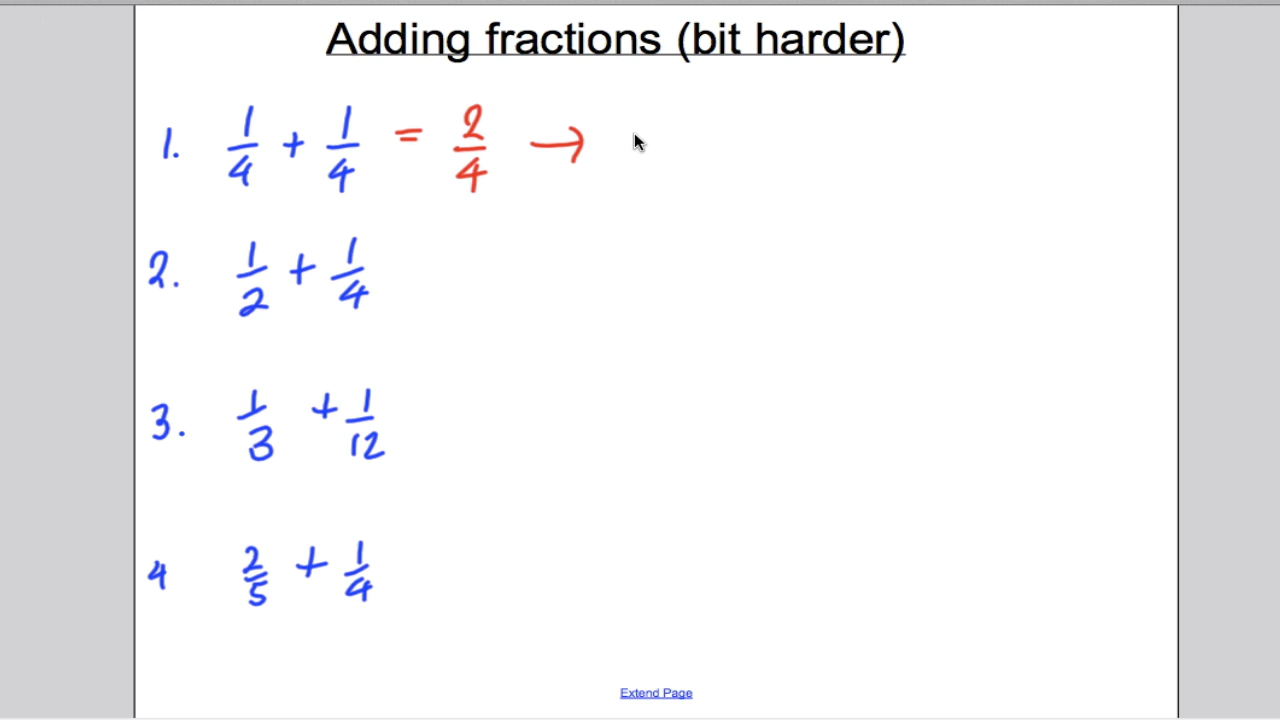 Adding fractions (bit harder)
1. 1/4 + 1/4 = 2/4 →
2. 1/2 + 1/4
3. 1/3 + 1/12
4 2/5 + 1/4
Extend Page